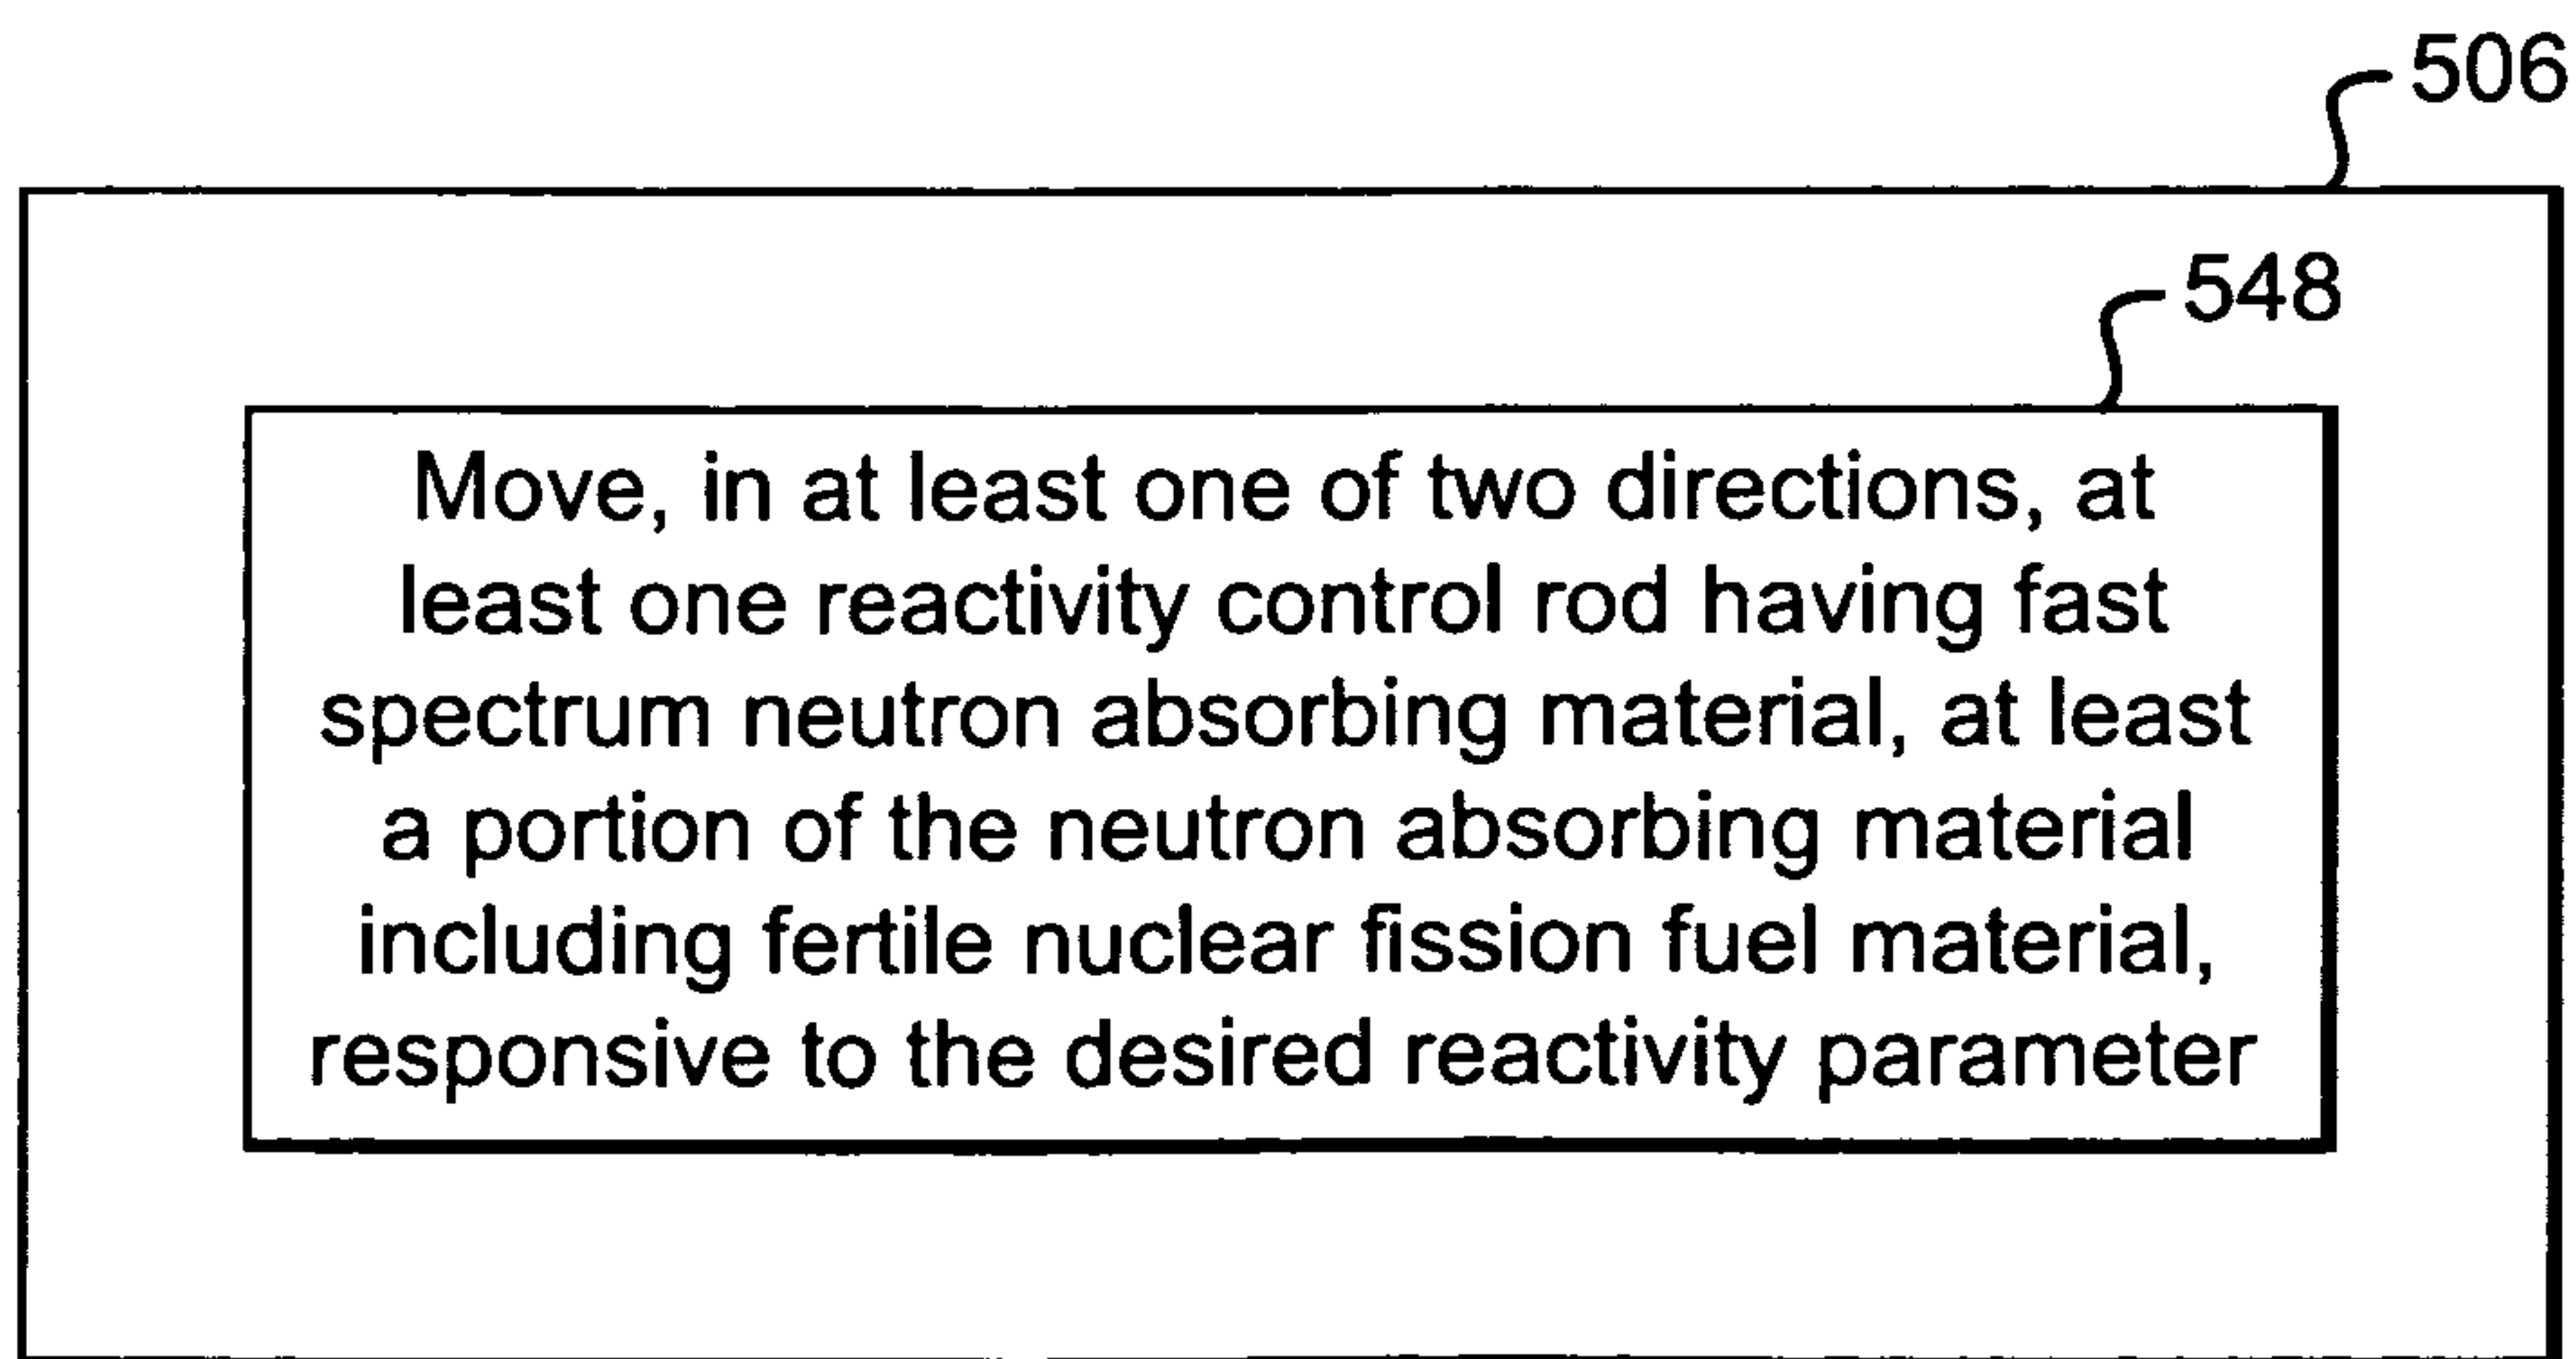 506
548
Move, in at least one of two directions, at
least one reactivity control rod having fast
spectrum neutron absorbing material, at least
a portion of the neutron absorbing material
including fertile nuclear fission fuel material,
responsive to the desired reactivity parameter